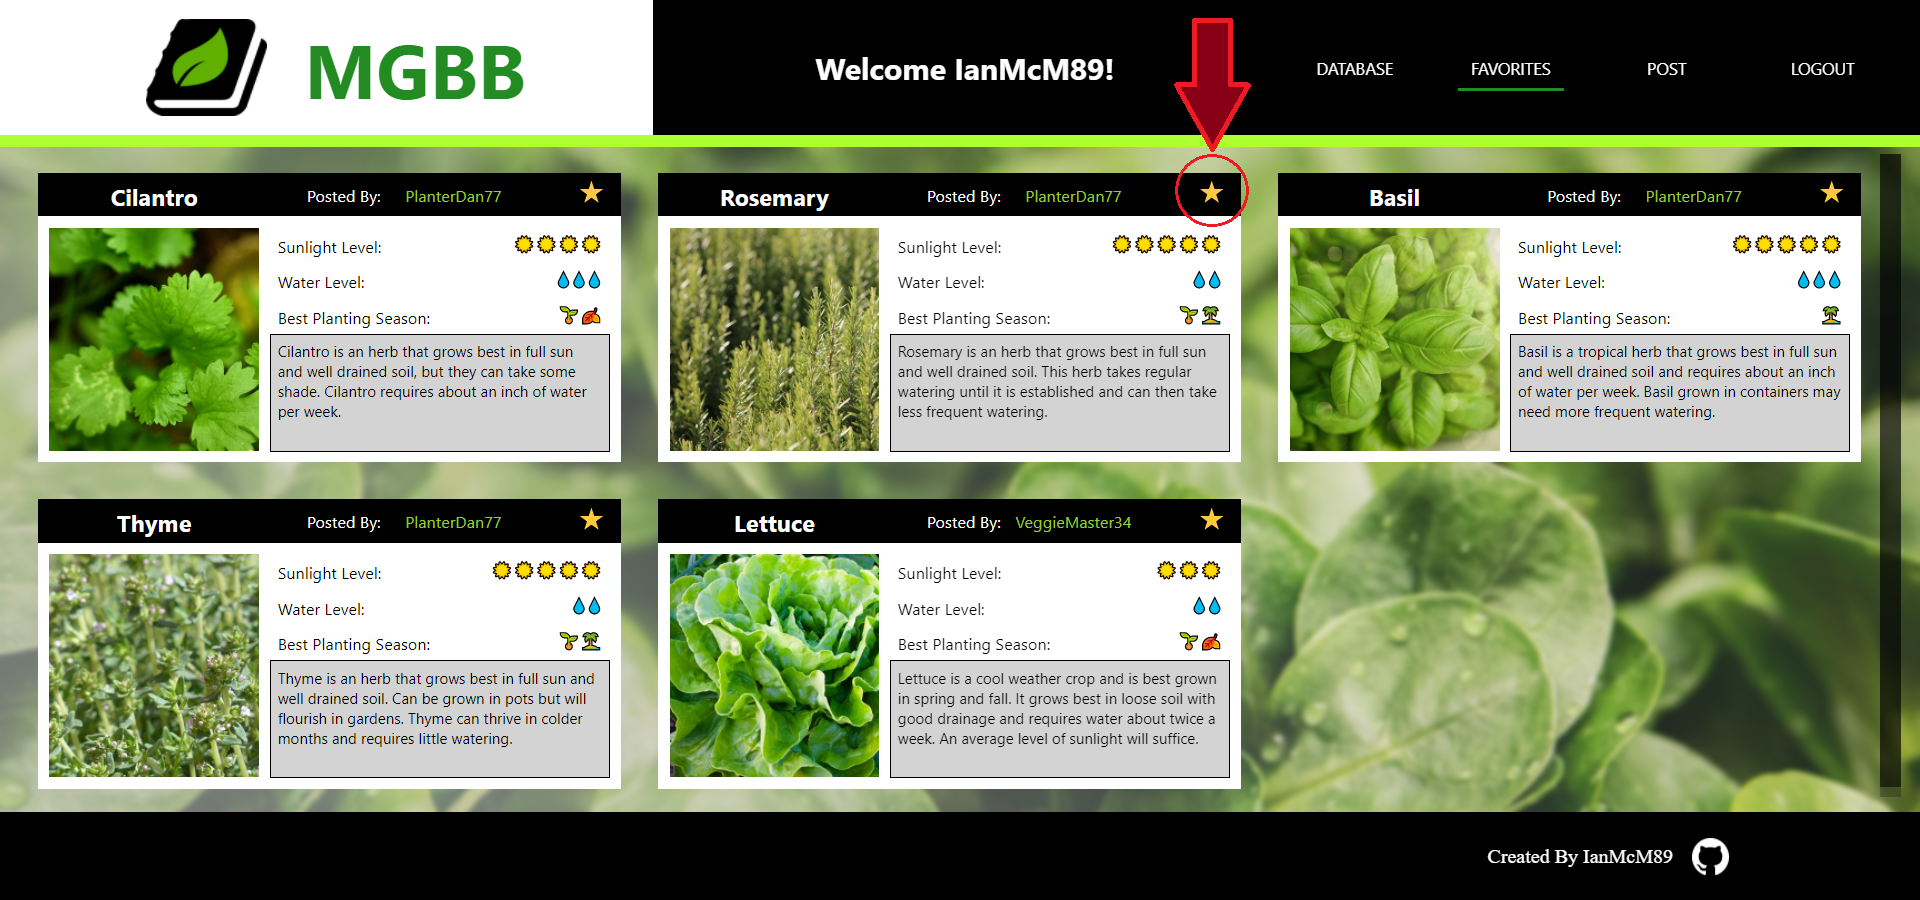 MGBB
Welcome IanMcM89!
DATABASE
FAVORITES
POST
LOGOUT
Cilantro
Posted By: PlanterDan77
Sunlight Level:
Water Level:
Best Planting Season:
Cilantro is an herb that grows best in full sun
and well drained soil, but they can take some
shade. Cilantro requires about an inch of water
per week.
Rosemary
Posted By: PlanterDan77
Sunlight Level:
Water Level:
Best Planting Season:
Rosemary is an herb that grows best in full sun
and well drained soil. This herb takes regular
watering until it is established and can then take
less frequent watering.
Basil
Posted By: PlanterDan77
Sunlight Level:
Water Level:
Best Planting Season:
Basil is a tropical herb that grows best in full sun
and well drained soil and requires about an inch
of water per week. Basil grown in containers may
need more frequent watering.
Thyme
Posted By: PlanterDan77
Sunlight Level:
Water Level:
Best Planting Season:
Thyme is an herb that grows best in full sun and
well drained soil. Can be grown in pots but will
flourish in gardens. Thyme can thrive in colder
months and requires little watering.
Lettuce
Posted By: VeggieMaster34
Sunlight Level:
Water Level:
Best Planting Season:
Lettuce is a cool weather crop and is best grown
in spring and fall. It grows best in loose soil with
good drainage and requires water about twice a
week. An average level of sunlight will suffice.
Created By IanMcM89